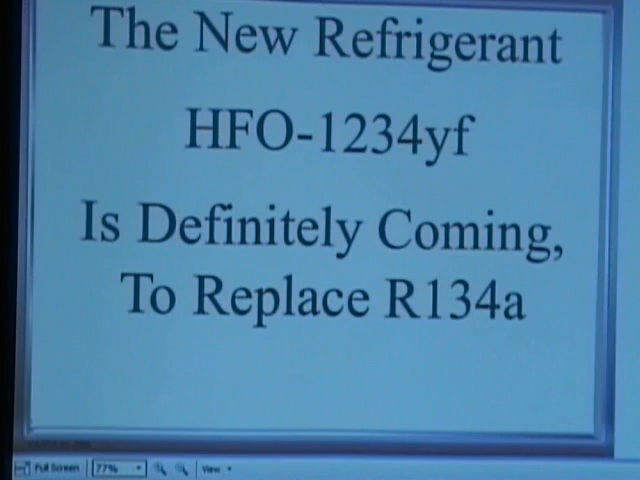 The New Refrigerant
HFO-1234yf
Is Definitely Coming,
To Replace R134a
Full Screen 77% View